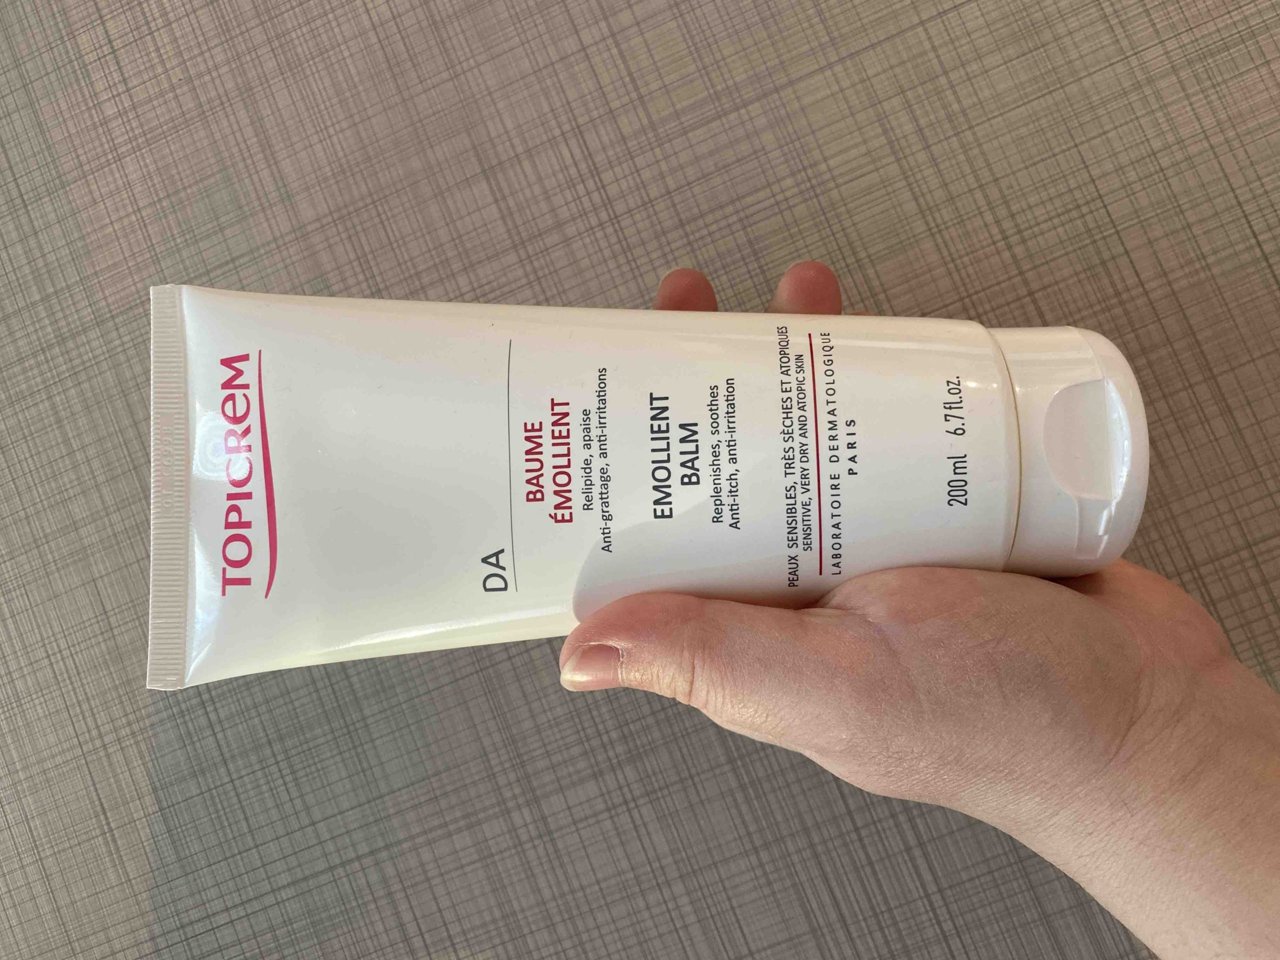 TOPICREM
DA
BAUME
ÉMOLLIENT
Relipide, apaise
Anti-grattage, anti-irritations
EMOLLIENT
BALM
Replenishes, soothes
Anti-itch, anti-irritation
PEAUX SENSIBLES, TRÈS SÈCHES ET ATOPIQUES
SENSITIVE, VERY DRY AND ATOPIC SKIN
LABORATOIRE DERMATOLOGIQUE
PARIS
200 ml 6.7 fl.oz.